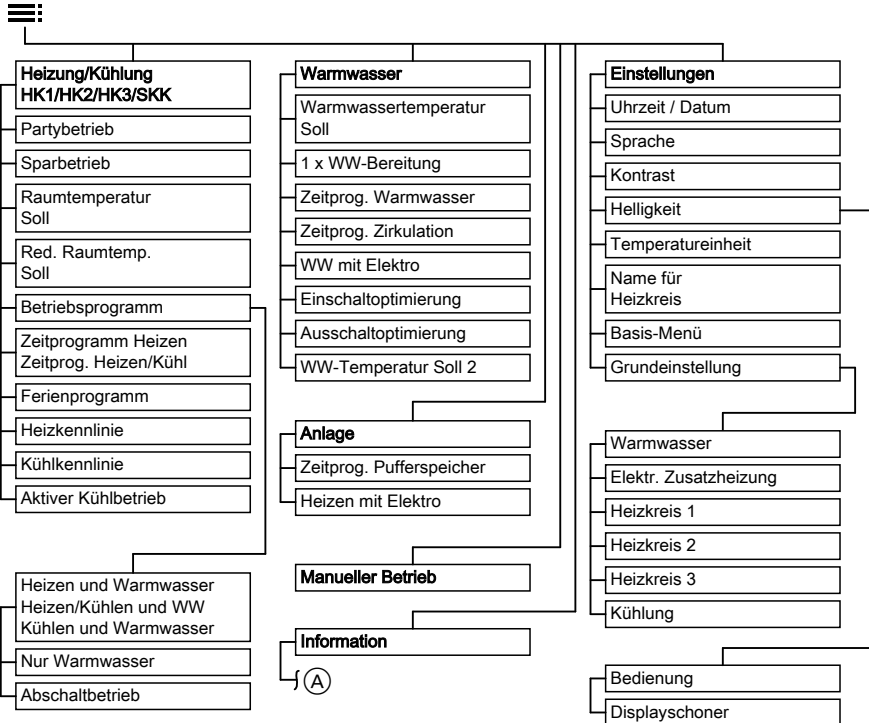 Heizung/Kühlung
HK1/HK2/HK3/SKK
Partybetrieb
Sparbetrieb
Raumtemperatur
Soll
Red. Raumtemp.
Soll
Betriebsprogramm
Zeitprogramm Heizen
Zeitprog. Heizen/Kühl
Ferienprogramm
Heizkennlinie
Kühlkennlinie
Aktiver Kühlbetrieb
Heizen und Warmwasser
Heizen/Kühlen und WW
Kühlen und Warmwasser
Nur Warmwasser
Abschaltbetrieb
Warmwasser
Warmwassertemperatur
Soll
1 x WW-Bereitung
Zeitprog. Warmwasser
Zeitprog. Zirkulation
WW mit Elektro
Einschaltoptimierung
Ausschaltoptimierung
WW-Temperatur Soll 2
Anlage
Zeitprog. Pufferspeicher
Heizen mit Elektro
Manueller Betrieb
Information
A
Einstellungen
Uhrzeit / Datum
Sprache
Kontrast
Helligkeit
Temperatureinheit
Name für
Heizkreis
Basis-Menü
Grundeinstellung
Warmwasser
Elektr. Zusatzheizung
Heizkreis 1
Heizkreis 2
Heizkreis 3
Kühlung
Bedienung
Displayschoner